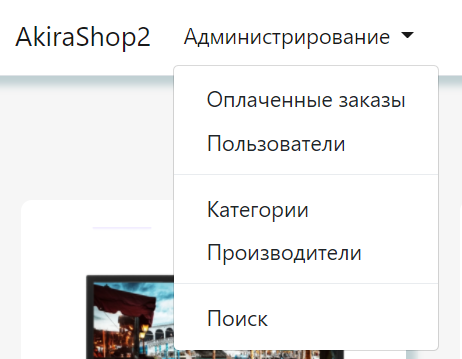 AkiraShop2 Администрирование
Оплаченные заказы
Пользователи
Категории
Производители
Поиск